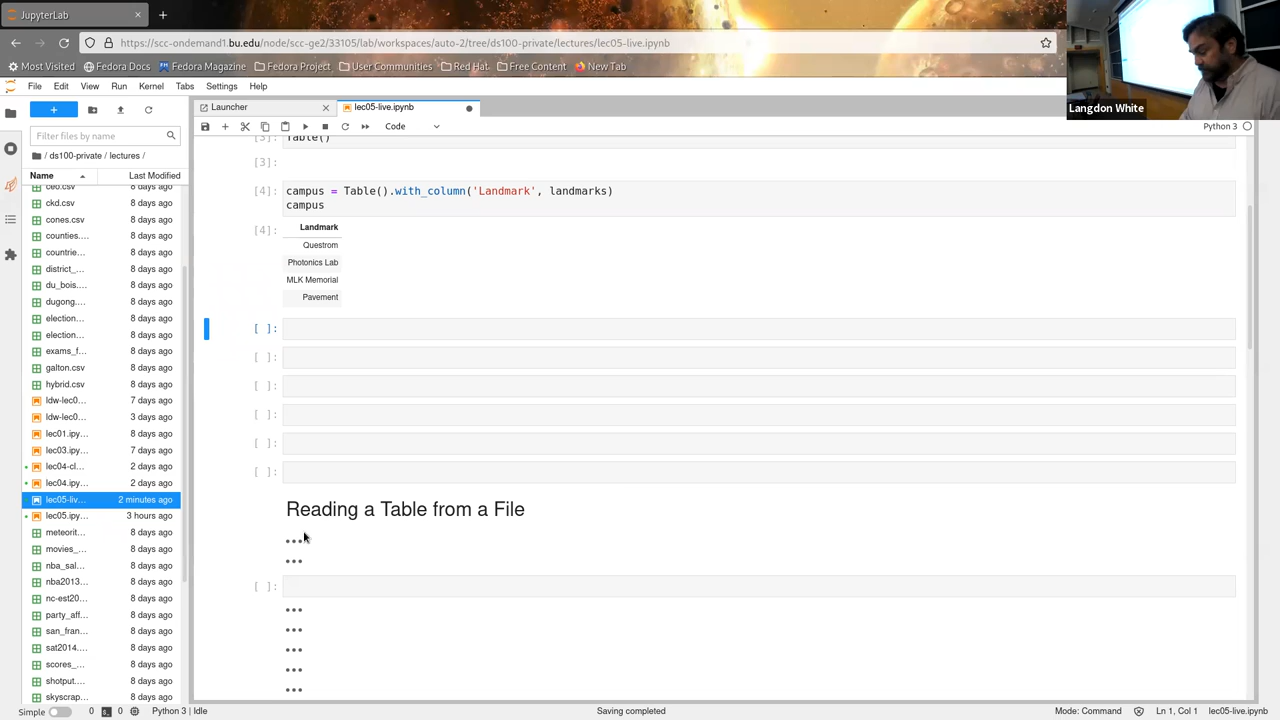 JupyterLab
https://scc-ondemand1.bu.edu/node/scc-ge2/33105/lab/workspaces/auto-2/tree/ds100-private/lectures/lec05-live.ipynb
Most Visited Fedora Docs Fedora Magazine Fedora Project User Communities Red Hat Free Content New Tab
Langdon White
File Edit View Run Kernel Tabs Settings Help
Launcher lec05-live.ipynb
Code Python 3
Filter files by name
/ ds100-private / lectures /
Name Last Modified
ceo.csv 8 days ago
ckd.csv 8 days ago
cones.csv 8 days ago
counties.… 8 days ago
countrie… 8 days ago
district_… 8 days ago
du_bois.… 8 days ago
dugong.… 8 days ago
election… 8 days ago
election… 8 days ago
exams_f… 8 days ago
galton.csv 8 days ago
hybrid.csv 8 days ago
ldw-lec0… 7 days ago
ldw-lec0… 3 days ago
lec01.ipy… 8 days ago
lec03.ipy… 7 days ago
lec04-cl… 2 days ago
lec04.ipy… 2 days ago
lec05-liv… 2 minutes ago
lec05.ipy… 3 hours ago
meteorit… 8 days ago
movies_… 8 days ago
nba_sal… 8 days ago
nba2013… 8 days ago
nc-est20… 8 days ago
party_aff… 8 days ago
san_fran… 8 days ago
sat2014.… 8 days ago
scores_… 8 days ago
shotput.… 8 days ago
skyscrap… 8 days ago
[3]: Table()
[3]:
[4]: campus = Table().with_column('Landmark', landmarks)
campus
[4]: Landmark
Questrom
Photonics Lab
MLK Memorial
Pavement
[ ]:
[ ]:
[ ]:
[ ]:
[ ]:
[ ]:
Reading a Table from a File
[ ]:
Simple 0 0 Python 3 | Idle Saving completed Mode: Command Ln 1, Col 1 lec05-live.ipynb